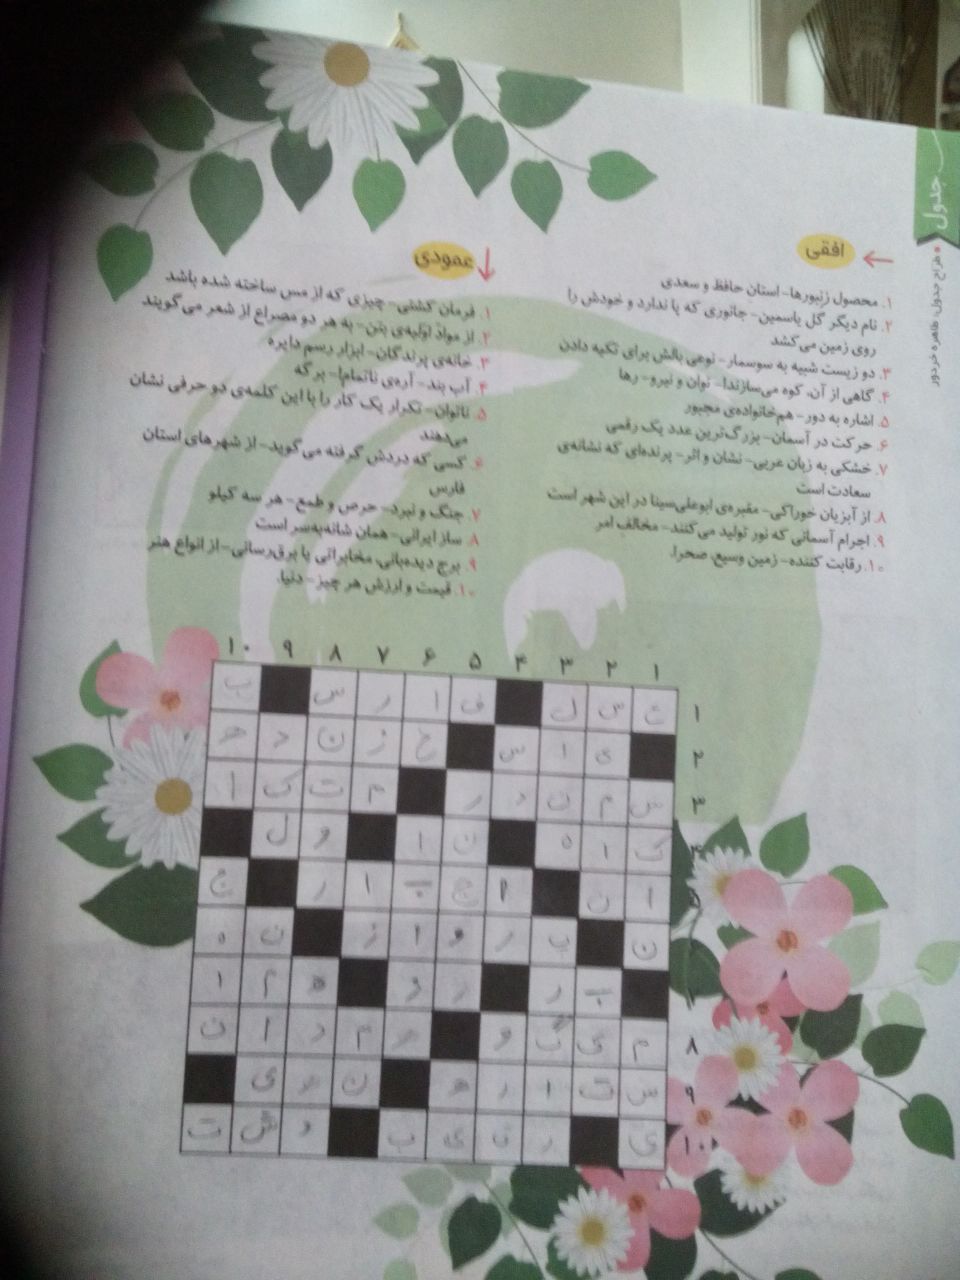 جدول
طراح جدول: طاهره خردور
افقی
۱. محصول زنبورها- استان حافظ و سعدی
۲. نام دیگر گل یاسمین- جانوری که پا ندارد و خودش را
روی زمین می‌کشد
۳. دو زیست شبیه به سوسمار- نوعی بالش برای تکیه دادن
۴. گاهی از آن، کوه می‌سازند!- توان و نیرو- رها
۵. اشاره به دور- هم‌خانواده‌ی مجبور
۶. حرکت در آسمان- بزرگ‌ترین عدد یک رقمی
۷. خشکی به زبان عربی- نشان و اثر- پرنده‌ای که نشانه‌ی
سعادت است
۸. از آبزیان خوراکی- مقبره‌ی ابوعلی‌سینا در این شهر است
۹. اجرام آسمانی که نور تولید می‌کنند- مخالف امر
۱۰. رقابت کننده- زمین وسیع، صحرا.
عمودی
۱. فرمان کشتی- چیزی که از مس ساخته شده باشد
۲. از مواد اولیه‌ی بتن- به هر دو مصراع از شعر می‌گویند
۳. خانه‌ی پرندگان- ابزار رسم دایره
۴. آب بند- آره‌ی ناتمام!- برگه
۵. ناتوان- تکرار یک کار را با این کلمه‌ی دو حرفی نشان
می‌دهند
۶. کسی که دردش گرفته می‌گوید- از شهرهای استان
فارس
۷. جنگ و نبرد- حرص و طمع- هر سه کیلو
۸. ساز ایرانی- همان شانه‌به‌سر است
۹. برج دیده‌بانی، مخابراتی یا برق‌رسانی- از انواع هنر
۱۰. قیمت و ارزش هر چیز- دنیا.
۱ ۲ ۳ ۴ ۵ ۶ ۷ ۸ ۹ ۱۰
۱ ع س ل ف ا ر س ب
۲ ی ا س خ ز ن د ه
۳ س م ن د ر م ت ک ا
۴ ک ا ه ت ا و ل
۵ ا ن ا ج ب ا ر ج
ن پ ر و ا ز ن ه
ب ر ر و ه م ا
۸ م ی گ و ه م د ا ن
۹ س ت ا ر ه ن ه ی
۱۰ ی ر ق ی ب د ش ت